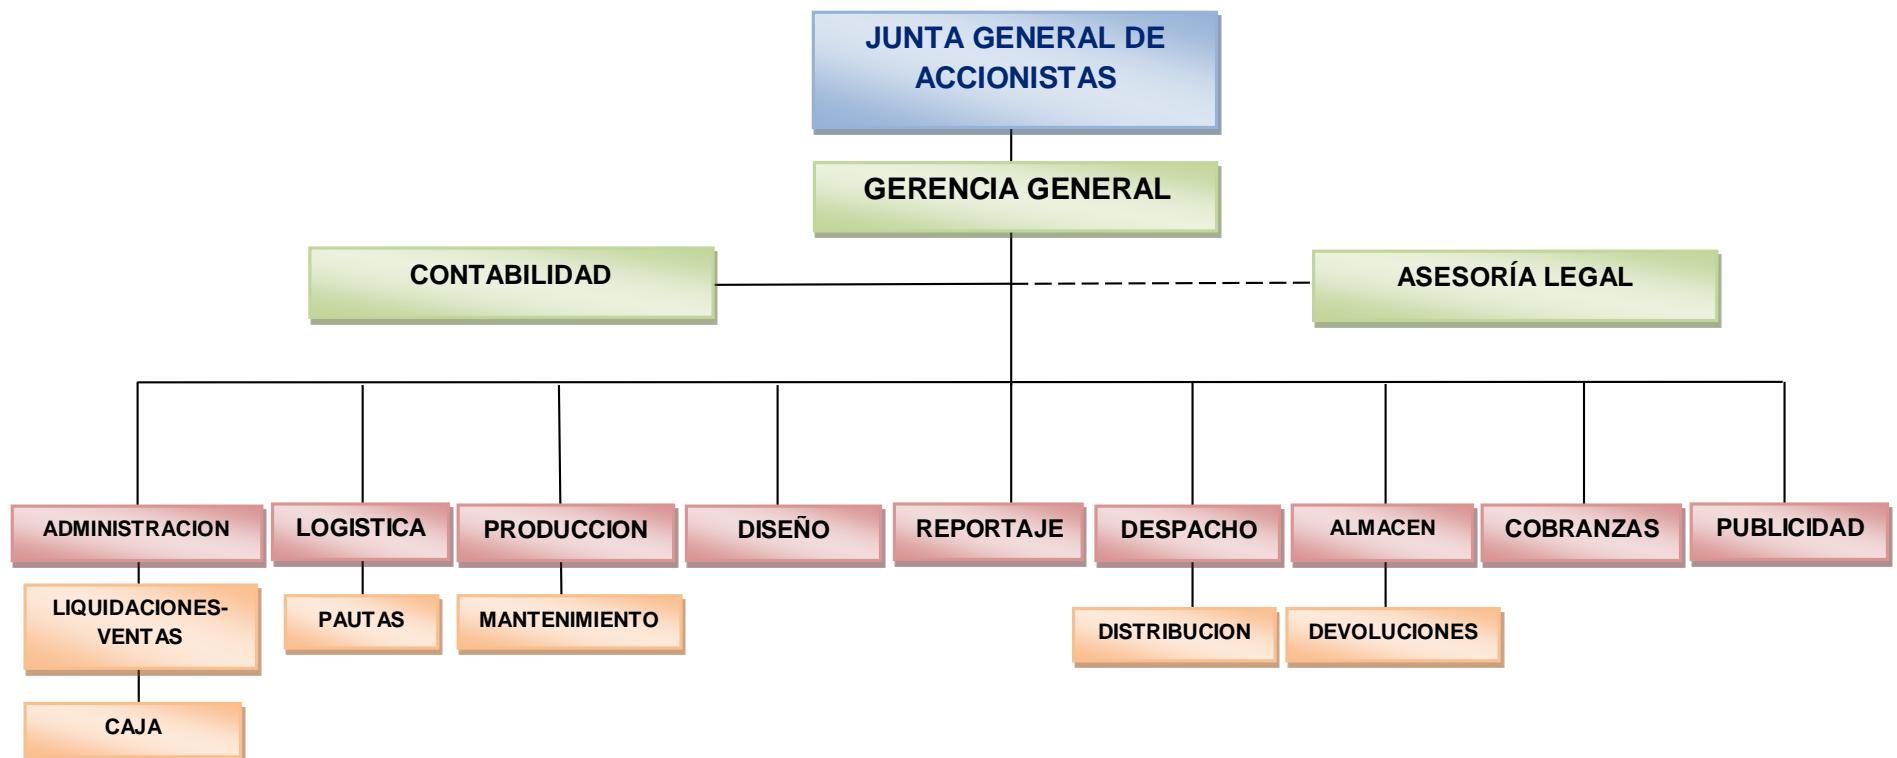 JUNTA GENERAL DE
ACCIONISTAS
GERENCIA GENERAL
CONTABILIDAD
ASESORÍA LEGAL
ADMINISTRACION
LOGISTICA
PRODUCCION
DISEÑO
REPORTAJE
DESPACHO
ALMACEN
COBRANZAS
PUBLICIDAD
LIQUIDACIONES-
VENTAS
PAUTAS
MANTENIMIENTO
DISTRIBUCION
DEVOLUCIONES
CAJA